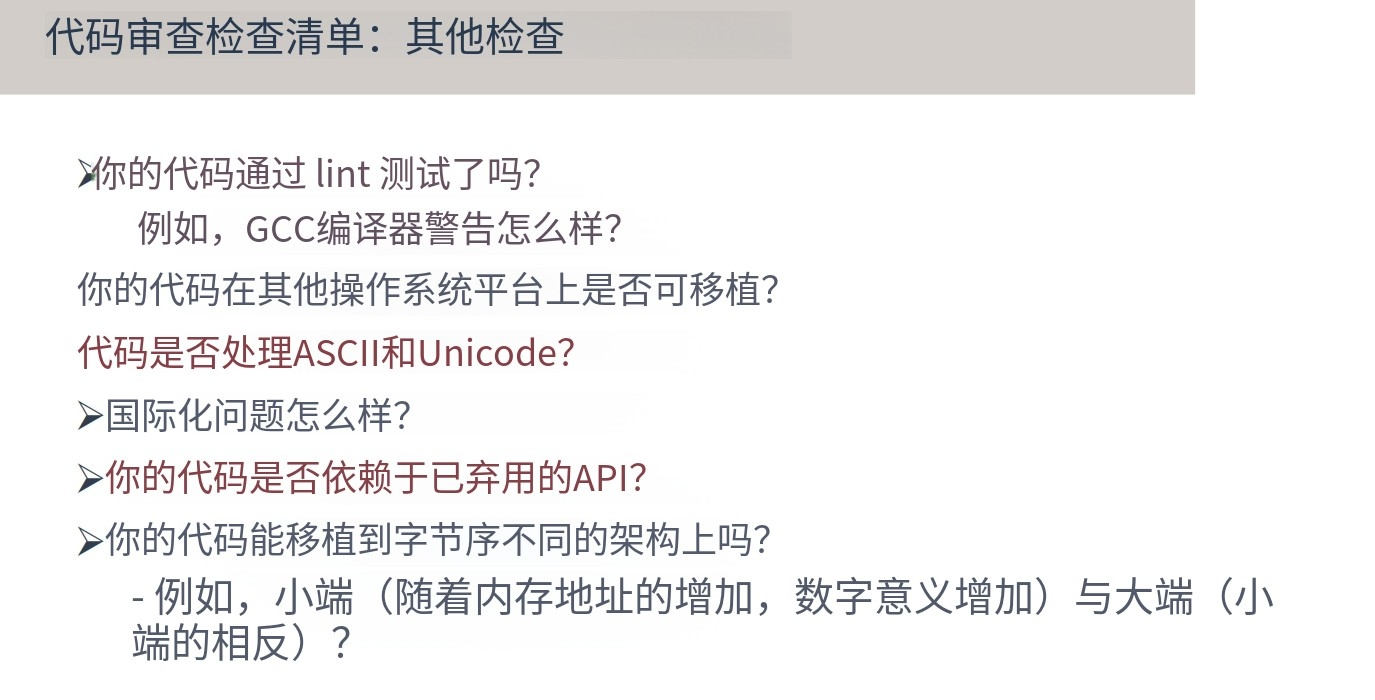 代码审查检查清单：其他检查
➢你的代码通过 lint 测试了吗？
例如，GCC编译器警告怎么样？
你的代码在其他操作系统平台上是否可移植？
代码是否处理ASCII和Unicode？
➢国际化问题怎么样？
➢你的代码是否依赖于已弃用的API？
➢你的代码能移植到字节序不同的架构上吗？
- 例如，小端（随着内存地址的增加，数字意义增加）与大端（小
端的相反）？